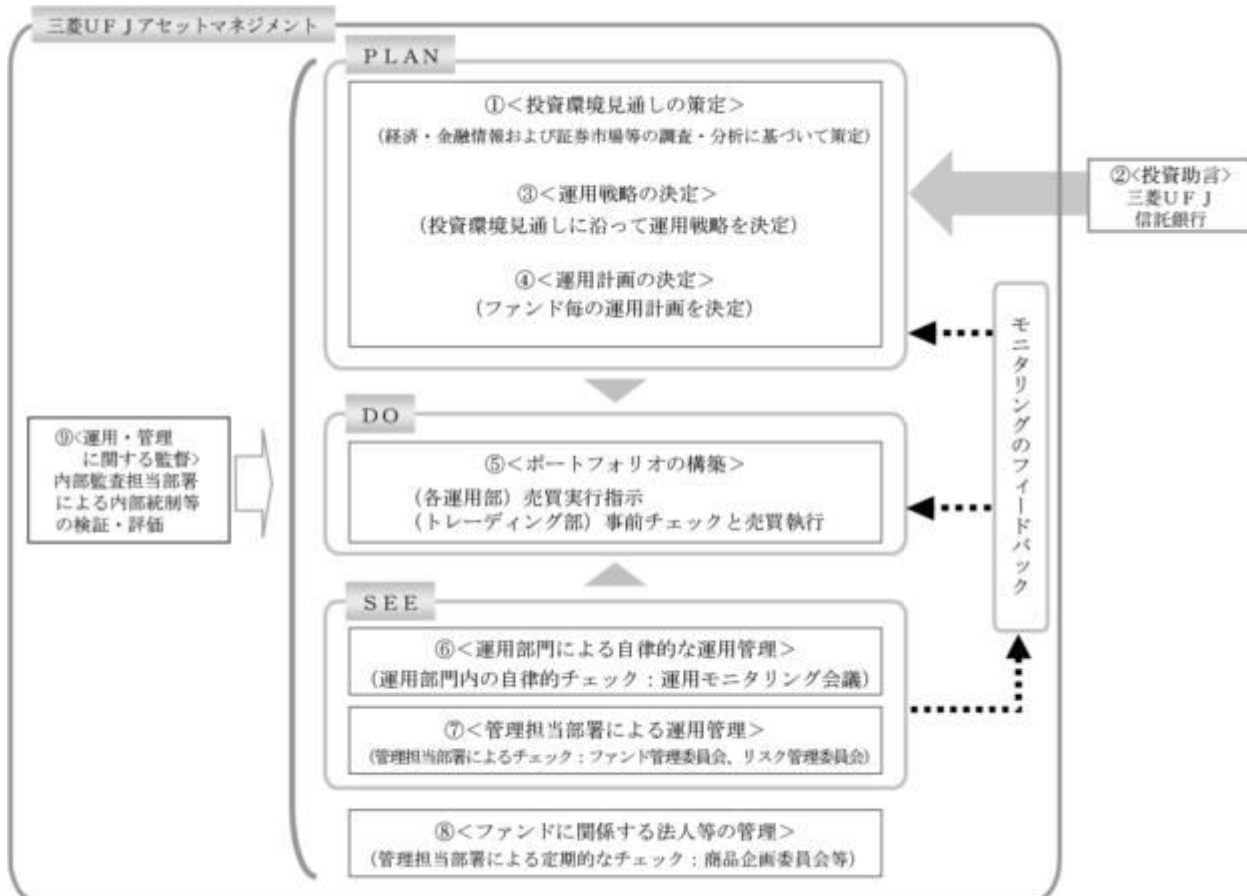 三菱UFJアセットマネジメント
PLAN
①＜投資環境見通しの策定＞
(経済・金融情報および証券市場等の調査・分析に基づいて策定)
③＜運用戦略の決定＞
(投資環境見通しに沿って運用戦略を決定)
④＜運用計画の決定＞
(ファンド毎の運用計画を決定)
②<投資助言>
三菱UFJ
信託銀行
モニタリングのフィードバック
DO
⑤＜ポートフォリオの構築＞
(各運用部) 売買実行指示
(トレーディング部) 事前チェックと売買執行
⑨<運用・管理
に関する監督>
内部監査担当部署
による内部統制等
の検証・評価
SEE
⑥＜運用部門による自律的な運用管理＞
(運用部門内の自律的チェック：運用モニタリング会議)
⑦＜管理担当部署による運用管理＞
(管理担当部署によるチェック：ファンド管理委員会、リスク管理委員会)
⑧＜ファンドに関係する法人等の管理＞
(管理担当部署による定期的なチェック：商品企画委員会等)